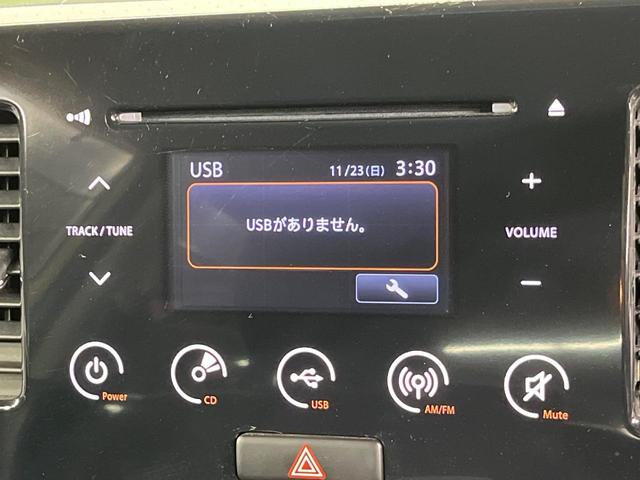 USB 11/23(日) 3:30
USBがありません。
TRACK/TUNE
VOLUME
Power
CD
USB
AM/FM
Mute